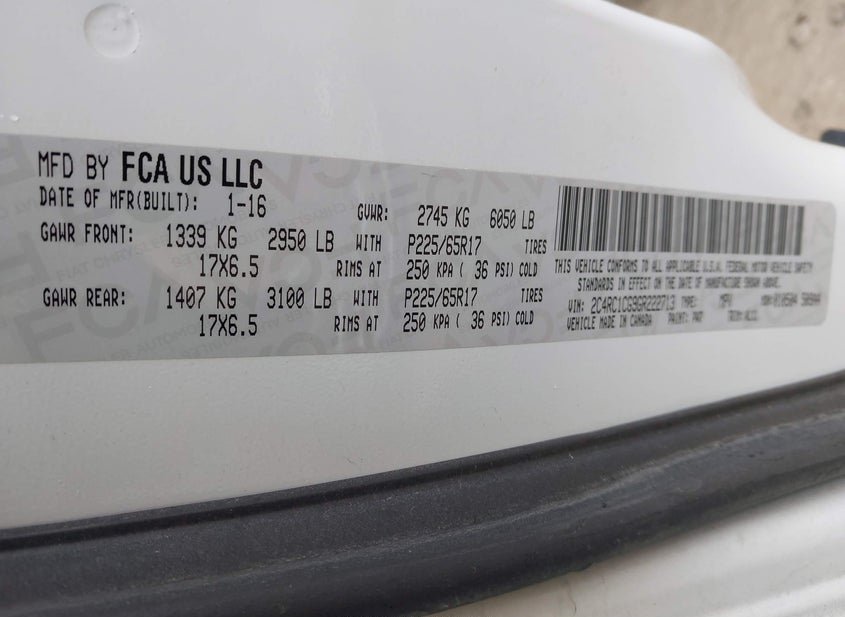 MFD BY FCA US LLC
DATE OF MFR(BUILT): 1-16 GVWR: 2745 KG 6050 LB
GAWR FRONT: 1339 KG 2950 LB WITH P225/65R17 TIRES
17X6.5 RIMS AT 250 KPA ( 36 PSI) COLD
GAWR REAR: 1407 KG 3100 LB WITH P225/65R17 TIRES
17X6.5 RIMS AT 250 KPA ( 36 PSI) COLD
THIS VEHICLE CONFORMS TO ALL APPLICABLE U.S.A. FEDERAL MOTOR VEHICLE SAFETY
STANDARDS IN EFFECT ON THE DATE OF MANUFACTURE SHOWN ABOVE.
VIN: 2C4RC1CG9GR222713 TYPE: MPV MDH:
VEHICLE MADE IN CANADA PAINT: PAR TRIM: